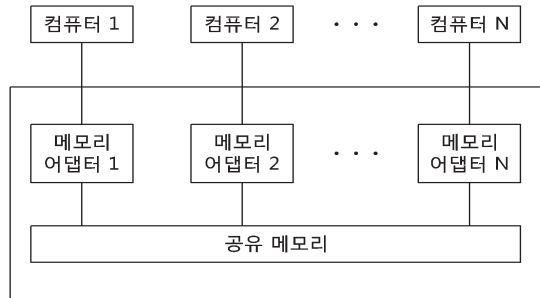 컴퓨터 1 컴퓨터 2 · · · 컴퓨터 N
메모리 메모리 메모리
어댑터 1 어댑터 2 · · · 어댑터 N
공유 메모리